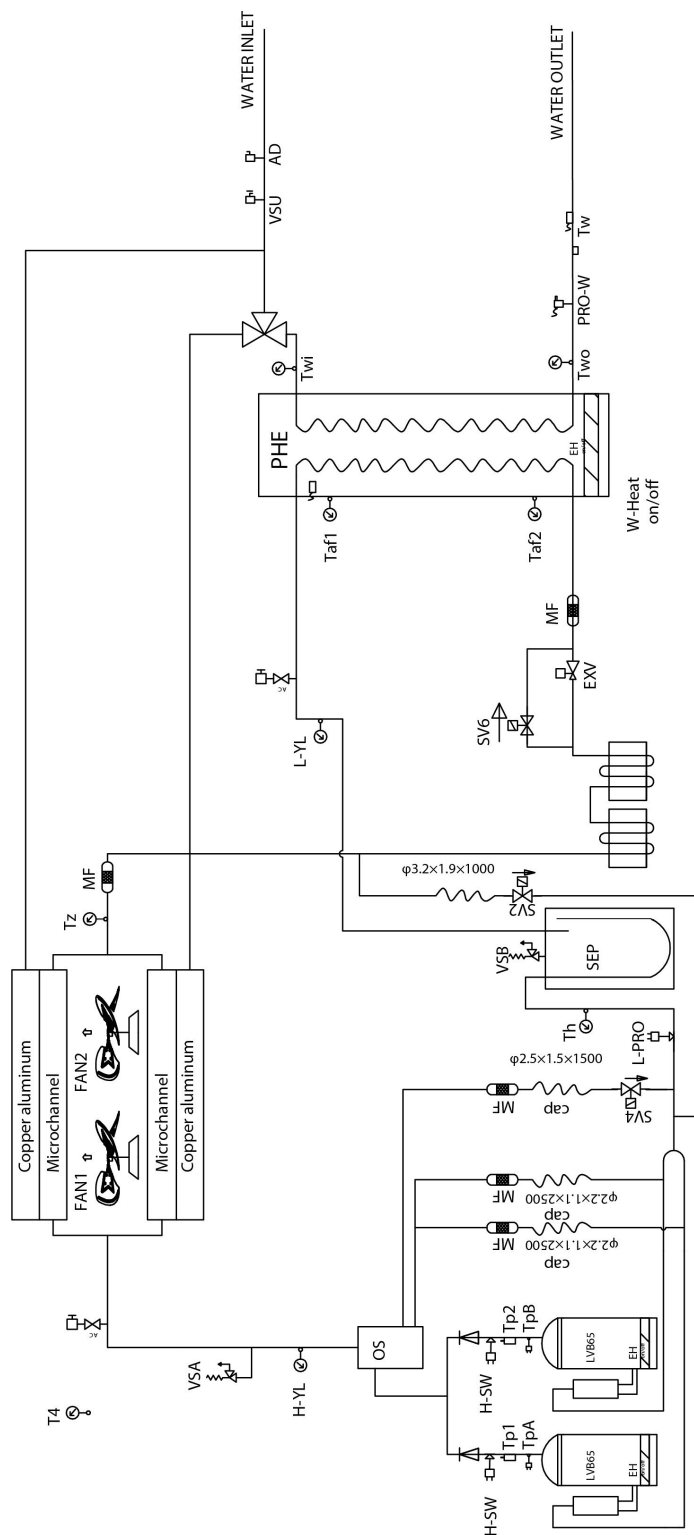 T4
FAN1
FAN2
Copper aluminum
Microchannel
Microchannel
Copper aluminum
AC
Tz
MF
VSA
H-YL
OS
H-SW
Tp1
TpA
H-SW
Tp2
TpB
LVB65
EH
LVB65
EH
MF
cap
φ2.2×1.1×2500
MF
cap
φ2.2×1.1×2500
MF
cap
φ2.5×1.5×1500
SV4
L-PRO
Th
VSB
SEP
φ3.2×1.9×1000
SV2
L-YL
AC
SV6
EXV
MF
Taf1
Taf2
PHE
EH
W-Heat
on/off
Twi
Two
PRO-W
Tw
VSU
AD
WATER INLET
WATER OUTLET